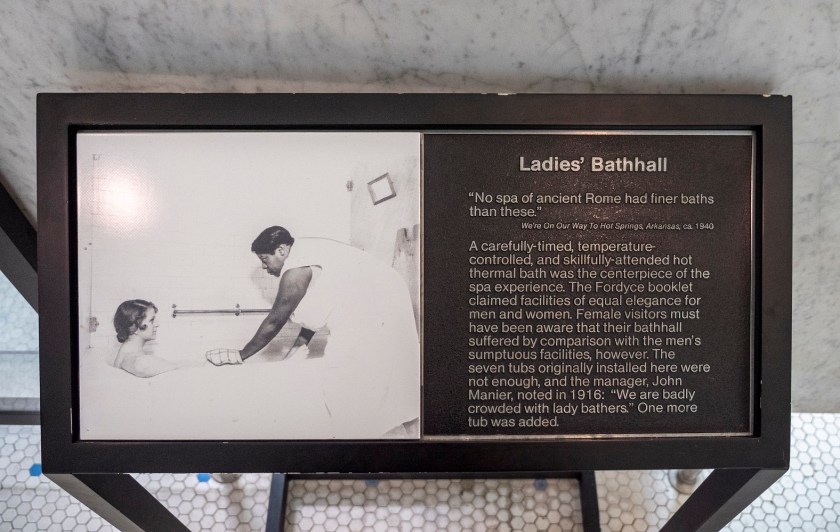 Ladies' Bathhall
"No spa of ancient Rome had finer baths
than these."
We're On Our Way To Hot Springs, Arkansas, ca. 1940
A carefully-timed, temperature-
controlled, and skillfully-attended hot
thermal bath was the centerpiece of the
spa experience. The Fordyce booklet
claimed facilities of equal elegance for
men and women. Female visitors must
have been aware that their bathhall
suffered by comparison with the men's
sumptuous facilities, however. The
seven tubs originally installed here were
not enough, and the manager, John
Manier, noted in 1916: "We are badly
crowded with lady bathers." One more
tub was added.